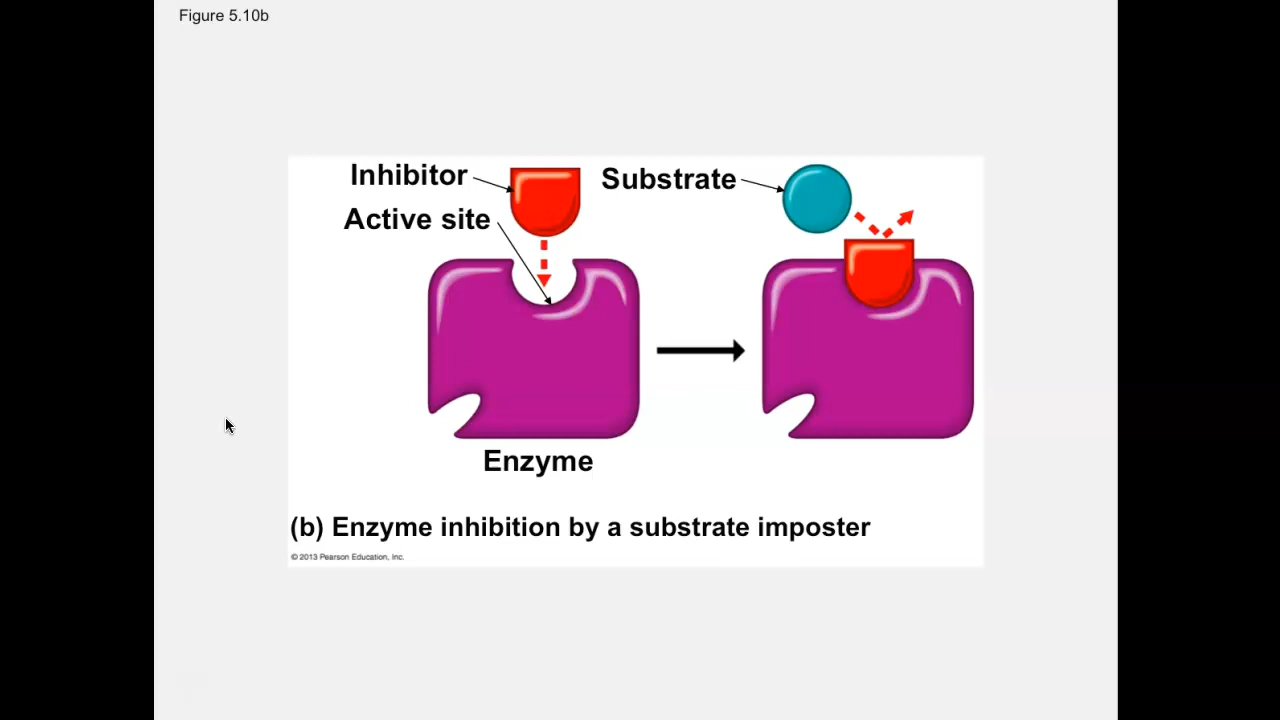 Figure 5.10b
Inhibitor
Substrate
Active site
Enzyme
(b) Enzyme inhibition by a substrate imposter
© 2013 Pearson Education, Inc.